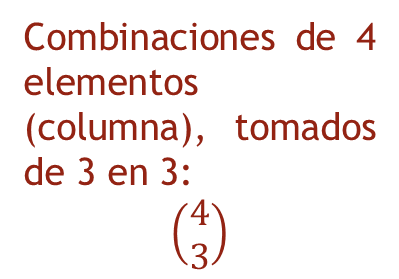 Combinaciones de 4
elementos
(columna), tomados
de 3 en 3:
(4
3)